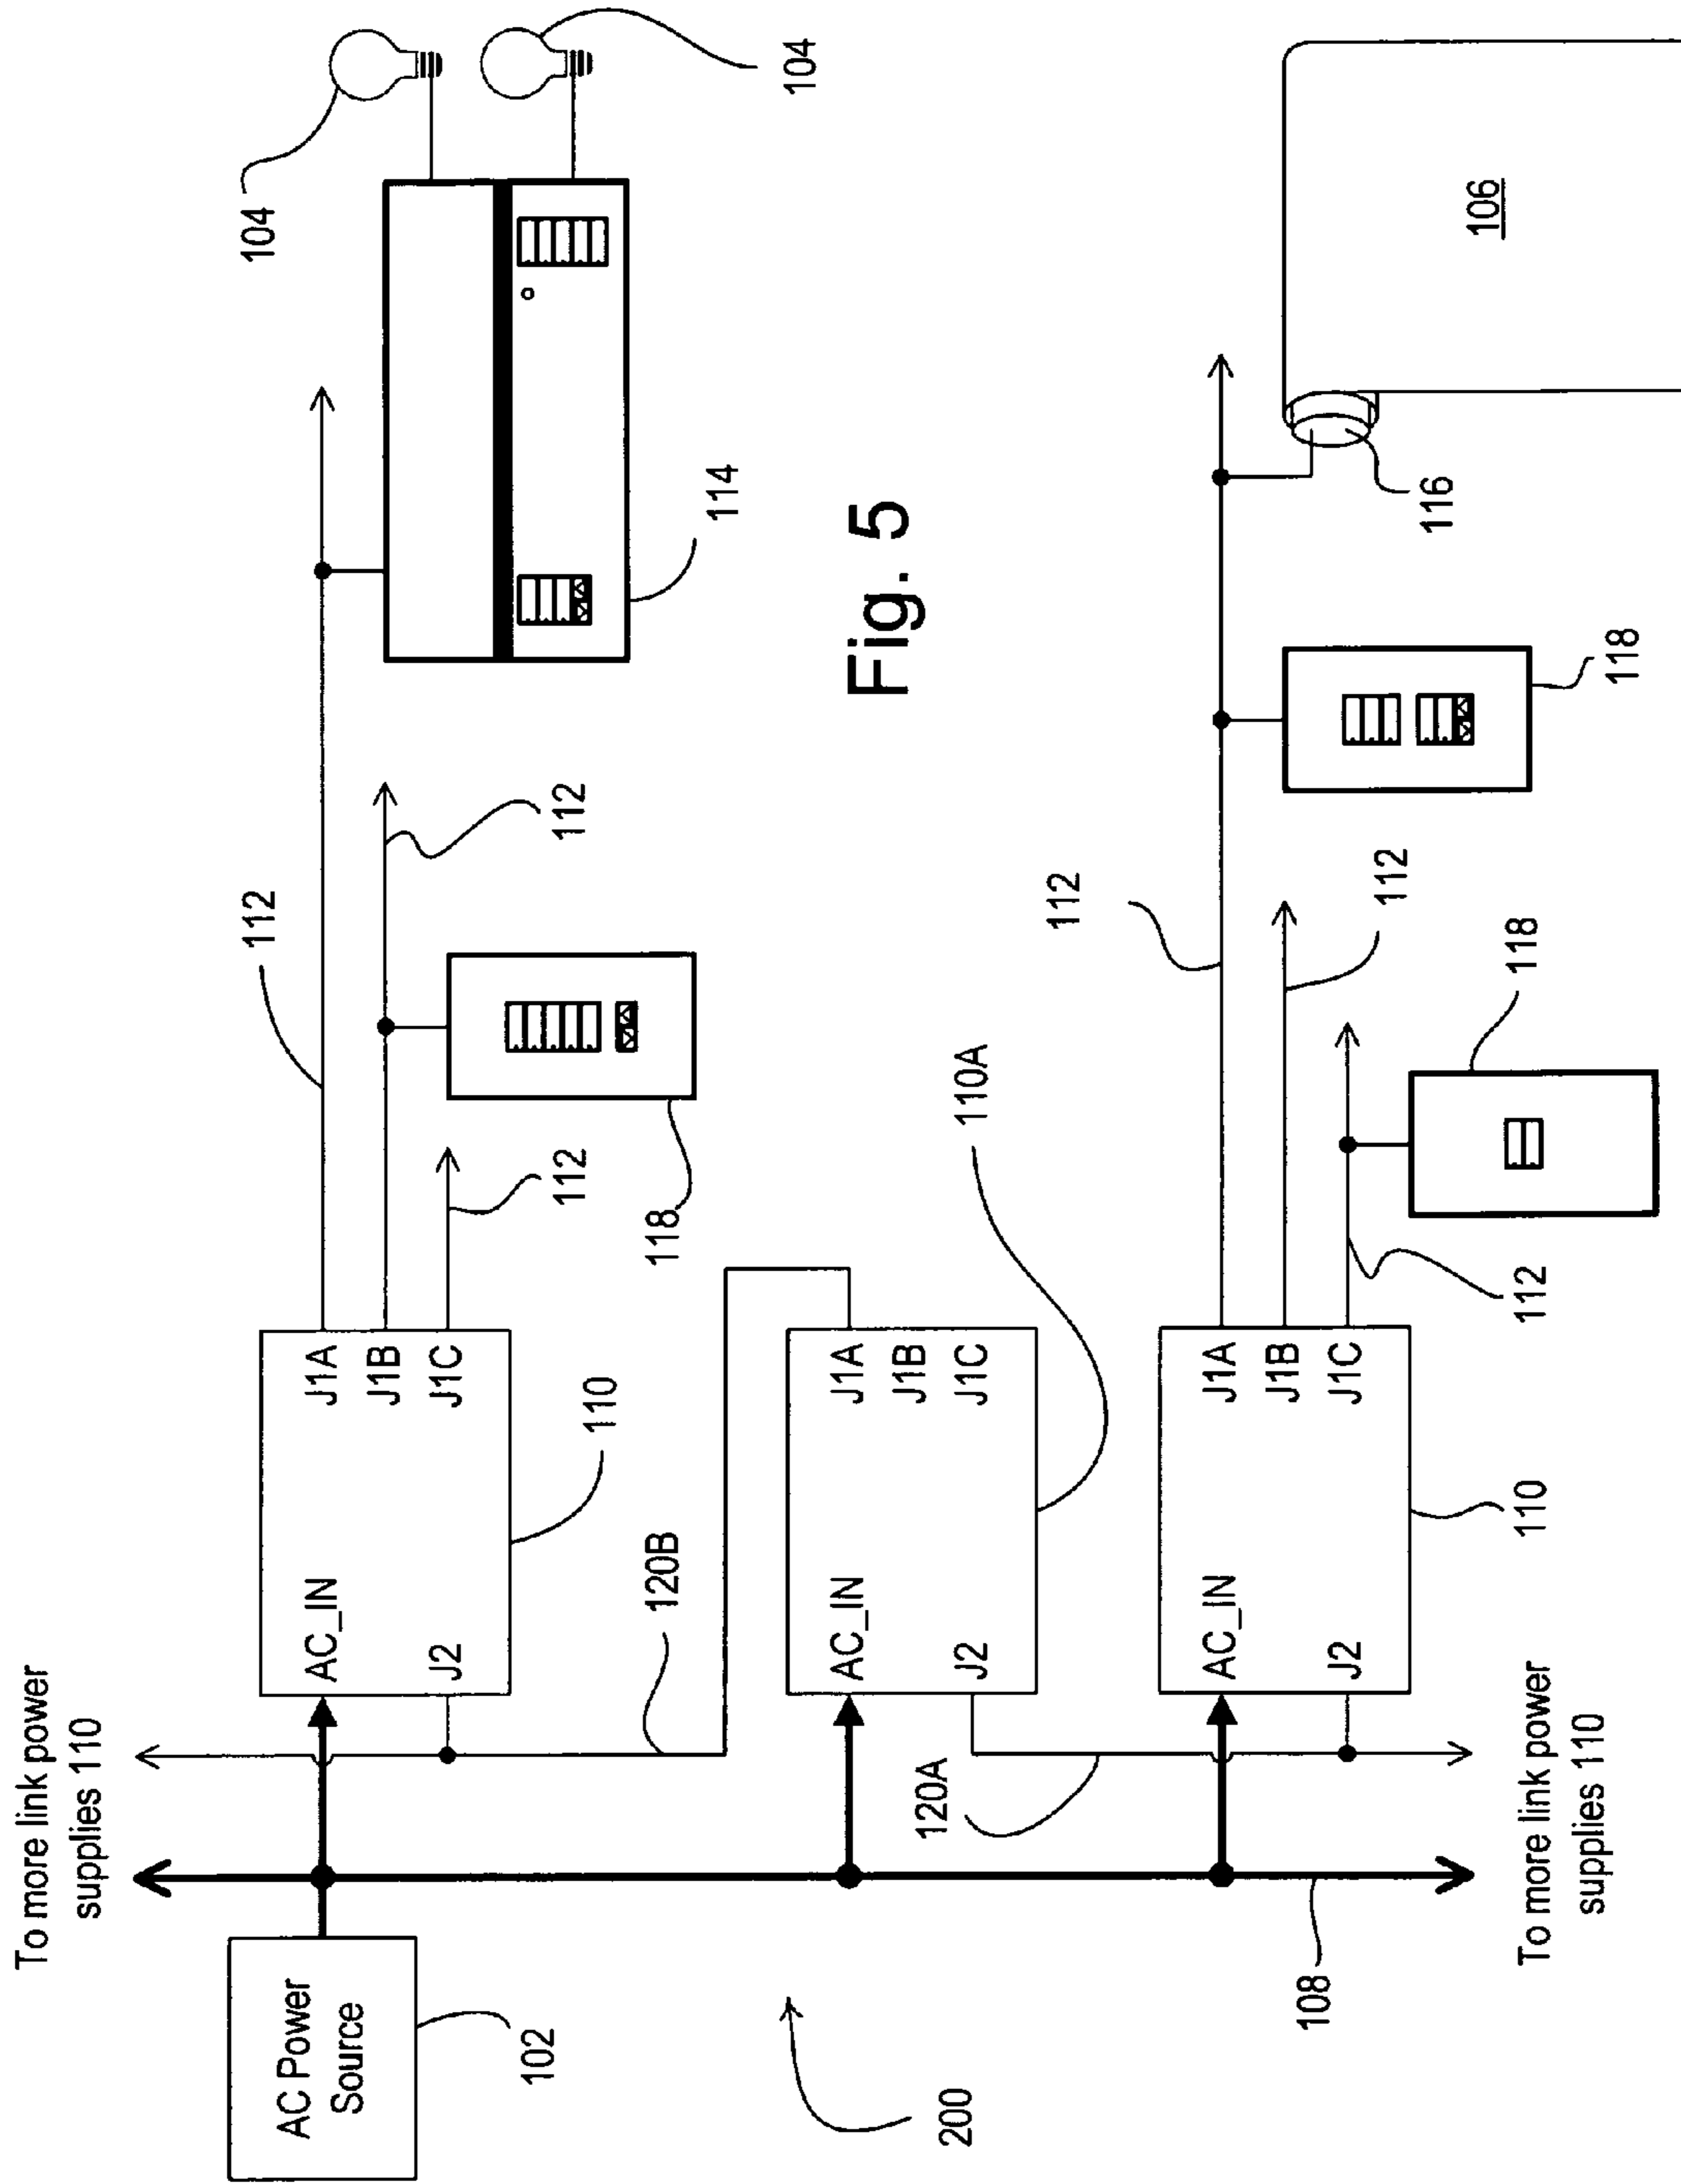 To more link power
supplies 110
AC Power
Source
102
200
108
To more link power
supplies 110
AC_IN
J2
J1A
J1B
J1C
110
120B
AC_IN
J2
J1A
J1B
J1C
110A
120A
AC_IN
J2
J1A
J1B
J1C
110
112
112
112
118
104
104
114
Fig. 5
112
112
112
118
118
116
106